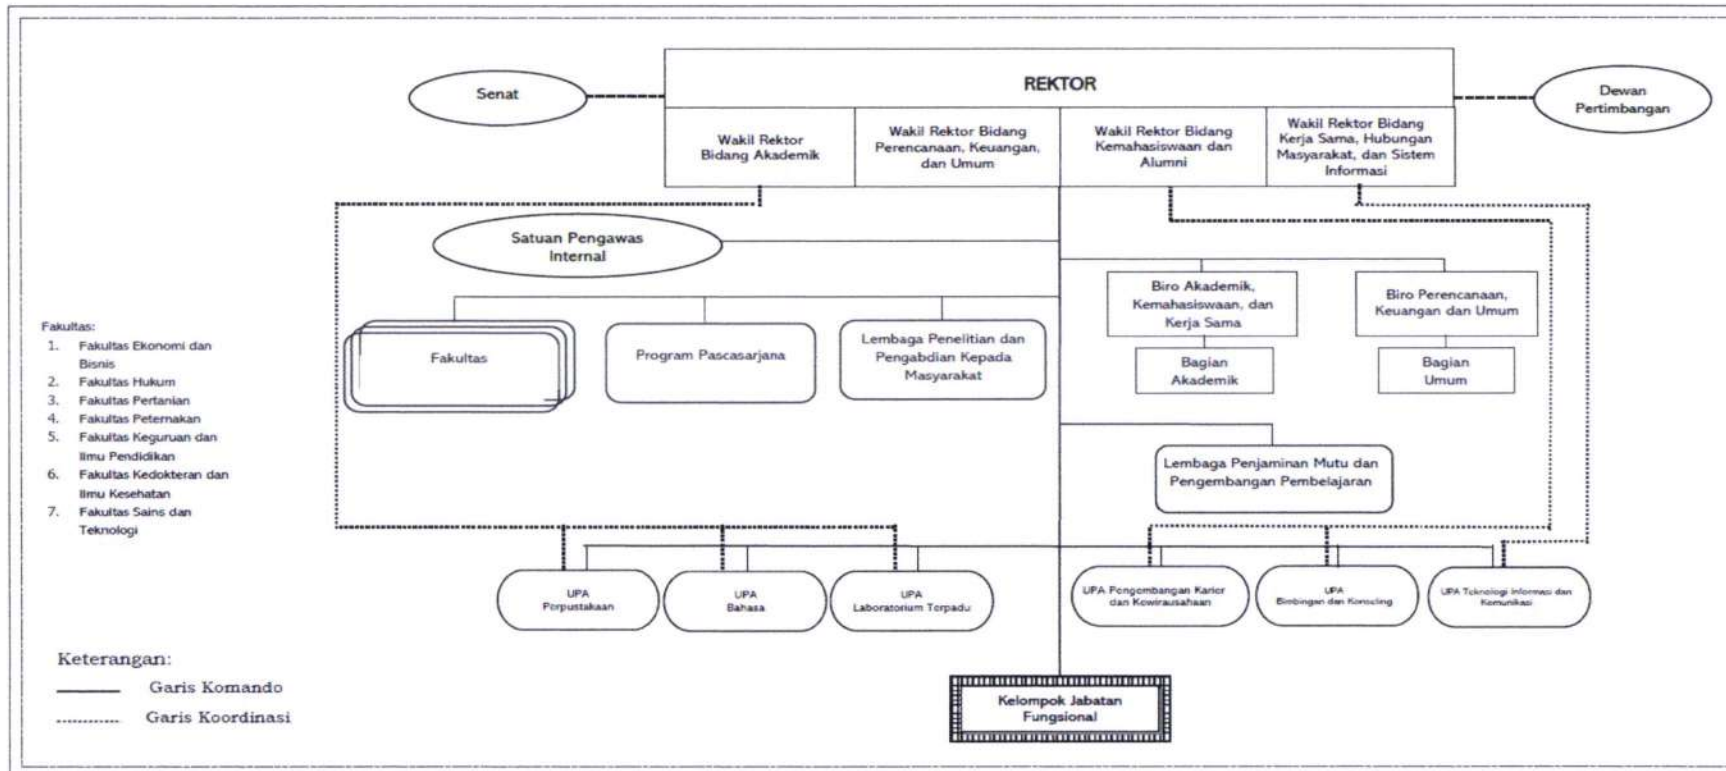 REKTOR
Senat
Dewan
Pertimbangan
Wakil Rektor
Bidang Akademik
Wakil Rektor Bidang
Perencanaan, Keuangan,
dan Umum
Wakil Rektor Bidang
Kemahasiswaan dan
Alumni
Wakil Rektor Bidang
Kerja Sama, Hubungan
Masyarakat, dan Sistem
Informasi
Satuan Pengawas
Internal
Biro Akademik,
Kemahasiswaan, dan
Kerja Sama
Biro Perencanaan,
Keuangan dan Umum
Fakultas
Program Pascasarjana
Lembaga Penelitian dan
Pengabdian Kepada
Masyarakat
Bagian
Akademik
Bagian
Umum
Fakultas:
1. Fakultas Ekonomi dan
Bisnis
2. Fakultas Hukum
3. Fakultas Pertanian
4. Fakultas Peternakan
5. Fakultas Keguruan dan
Ilmu Pendidikan
6. Fakultas Kedokteran dan
Ilmu Kesehatan
7. Fakultas Sains dan
Teknologi
Lembaga Penjaminan Mutu dan
Pengembangan Pembelajaran
UPA
Perpustakaan
UPA
Bahasa
UPA
Laboratorium Terpadu
UPA Pengembangan Karier
dan Kewirausahaan
UPA
Bimbingan dan Konseling
UPA Teknologi Informasi dan
Komunikasi
Keterangan:
Garis Komando
Garis Koordinasi
Kelompok Jabatan
Fungsional